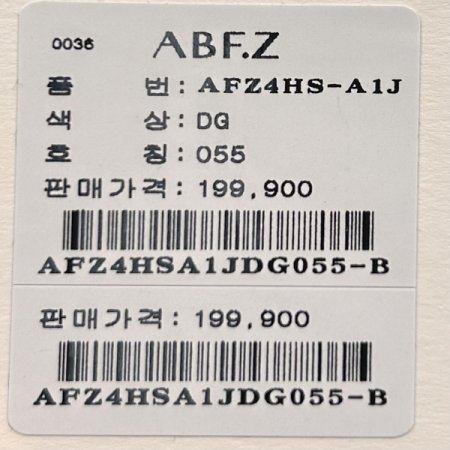 0036 ABF.Z
품 번: AFZ4HS-A1J
색 상: DG
호 칭: 055
판매가격: 199,900
AFZ4HSA1JDG055-B
판매가격: 199,900
AFZ4HSA1JDG055-B